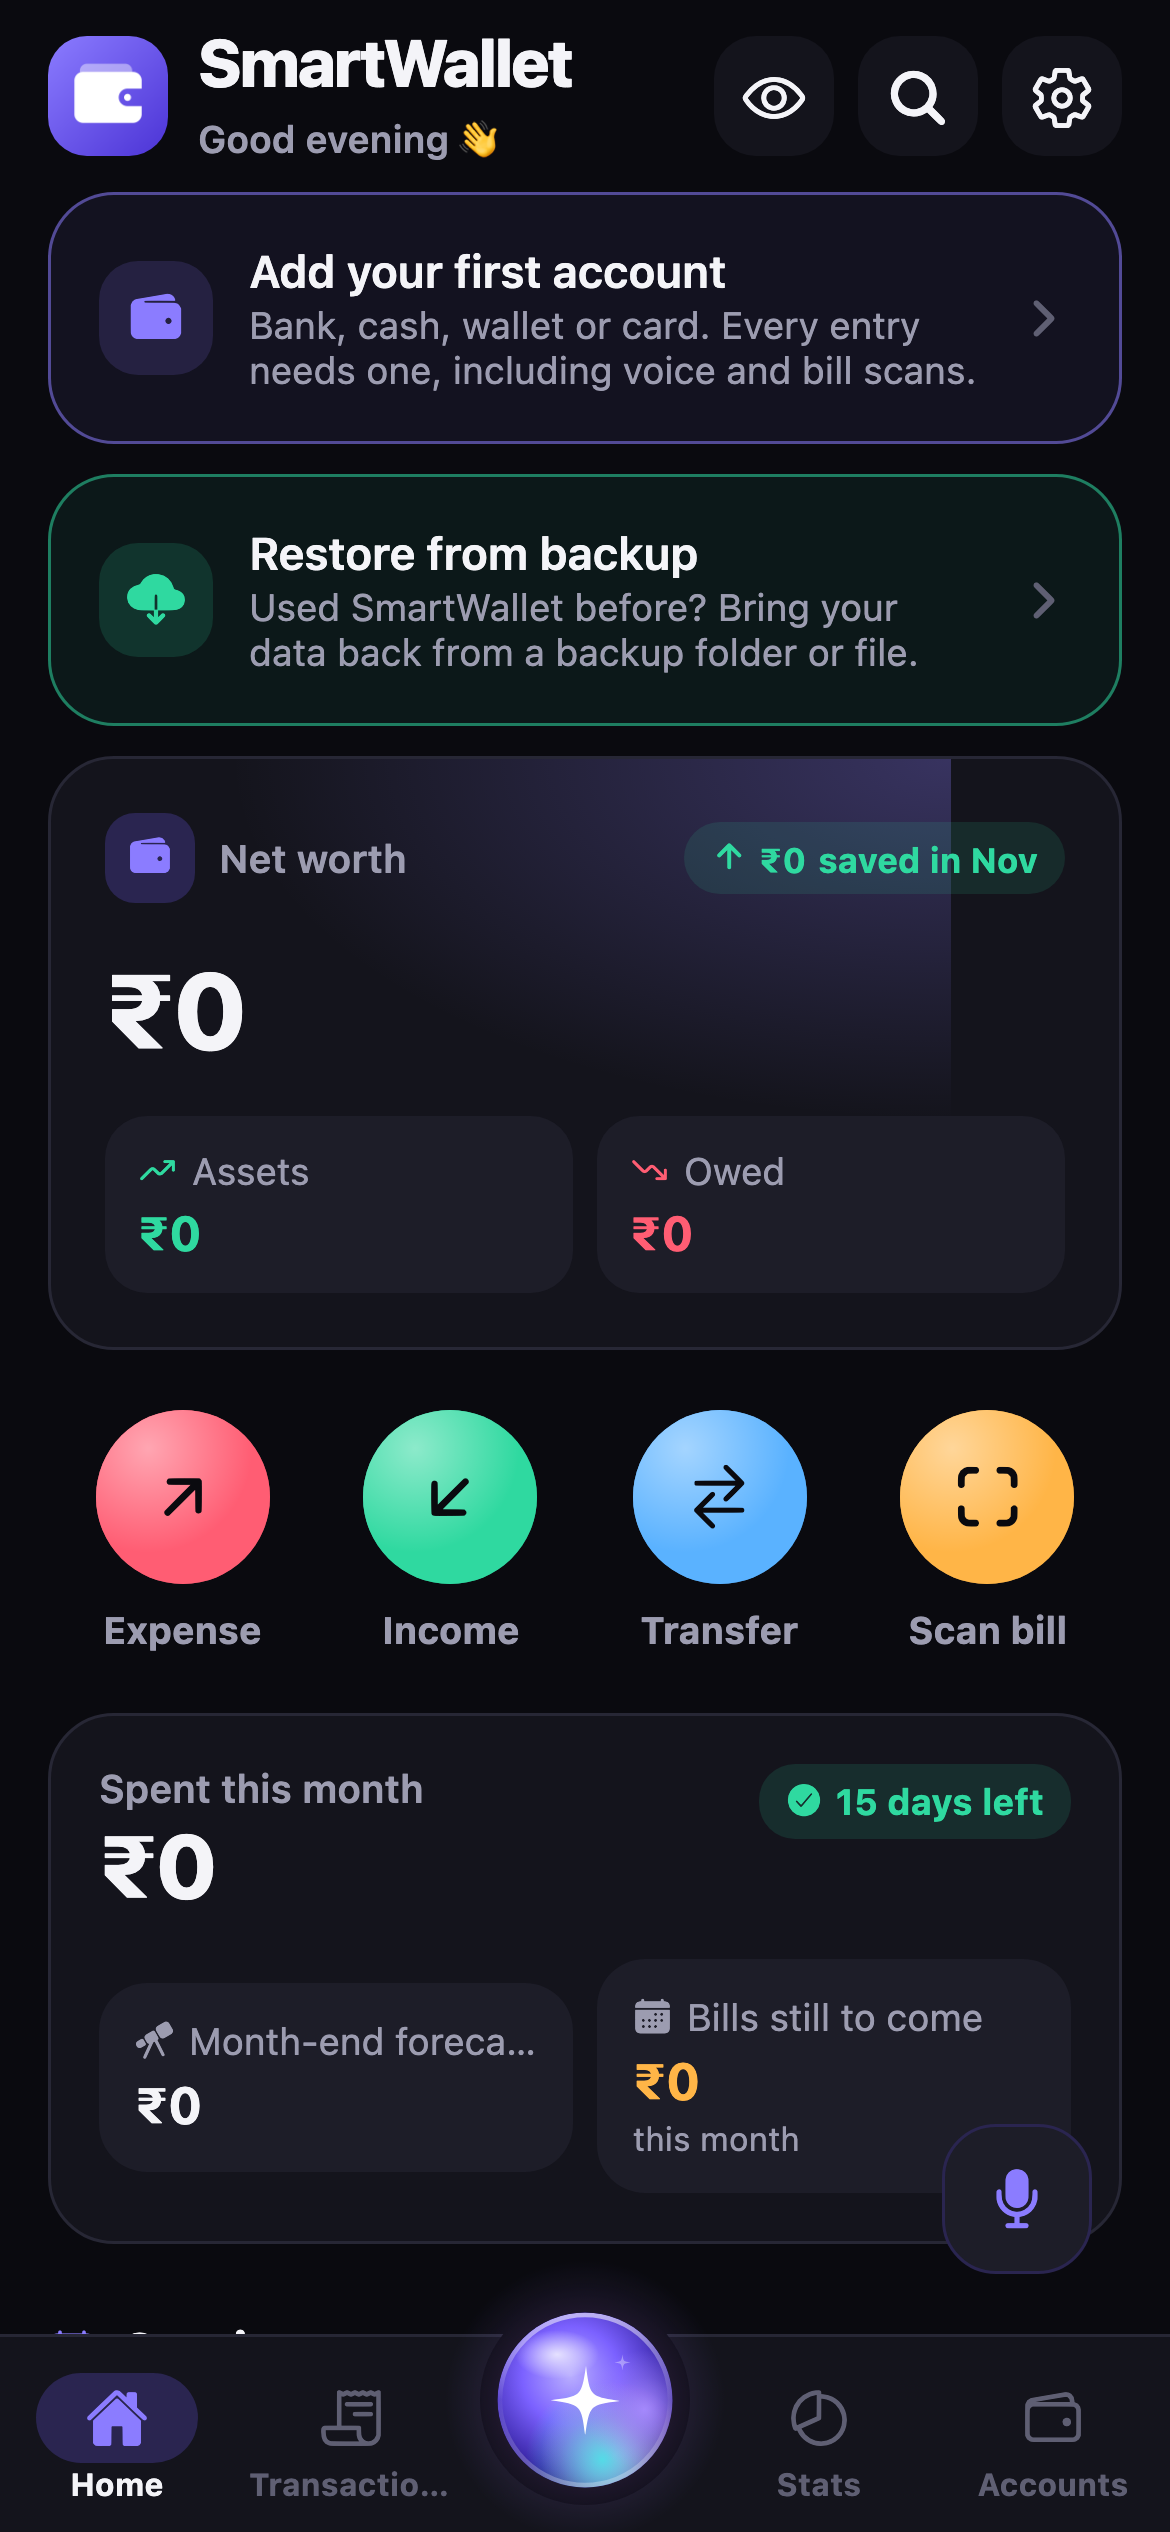 SmartWallet
Good evening 👋
Add your first account
Bank, cash, wallet or card. Every entry
needs one, including voice and bill scans.
Restore from backup
Used SmartWallet before? Bring your
data back from a backup folder or file.
Net worth
₹0 saved in Nov
₹0
Assets
₹0
Owed
₹0
Expense
Income
Transfer
Scan bill
Spent this month
15 days left
₹0
Month-end foreca...
₹0
Bills still to come
₹0
this month
Home
Transactio...
Stats
Accounts